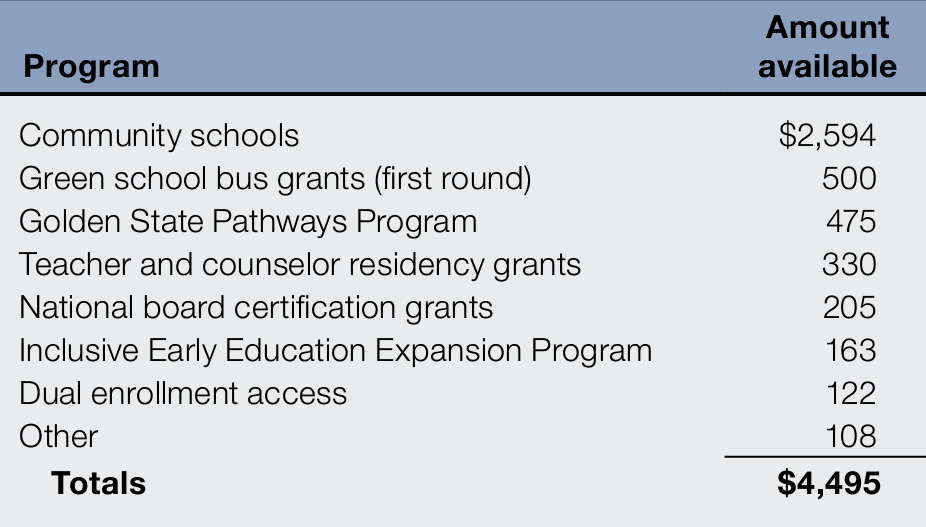 Program Amount available
Community schools $2,594
Green school bus grants (first round) 500
Golden State Pathways Program 475
Teacher and counselor residency grants 330
National board certification grants 205
Inclusive Early Education Expansion Program 163
Dual enrollment access 122
Other 108
Totals $4,495